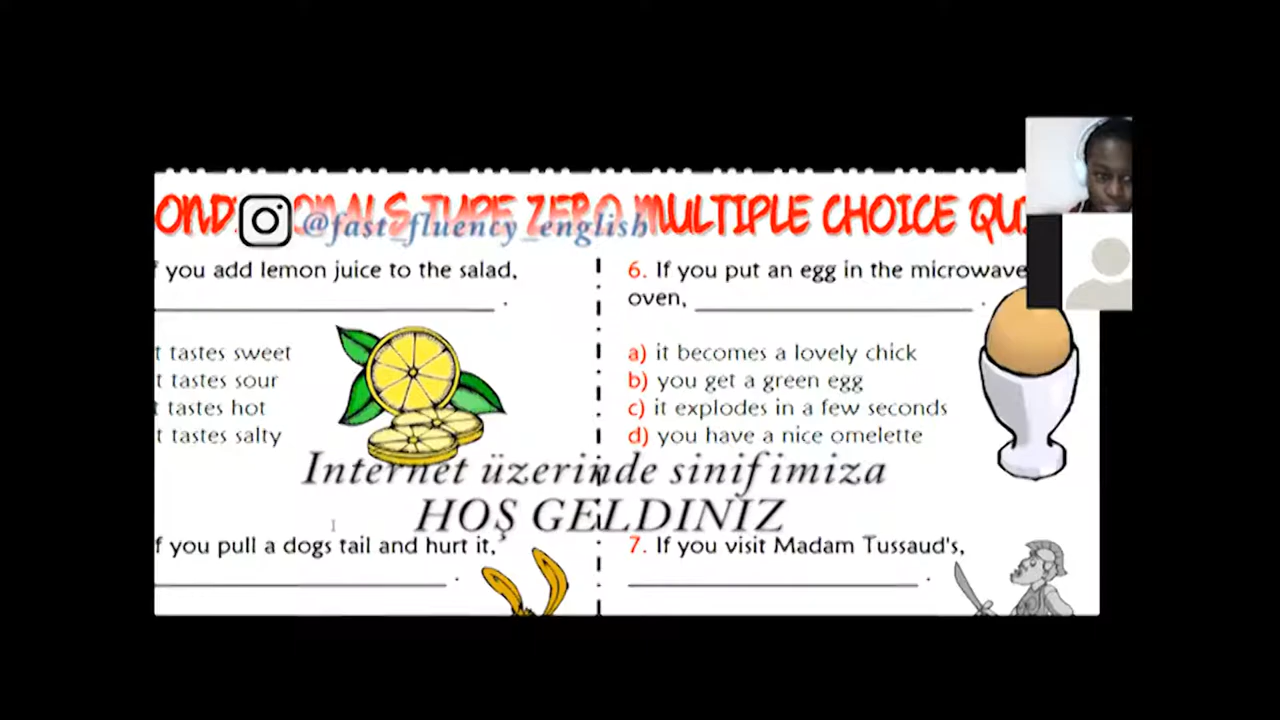 @fast_fluency_english
MULTIPLE CHOICE
f you add lemon juice to the salad,
t tastes sweet
t tastes sour
t tastes hot
t tastes salty
f you pull a dogs tail and hurt it,
6. If you put an egg in the microwave
oven, .
a) it becomes a lovely chick
b) you get a green egg
c) it explodes in a few seconds
d) you have a nice omelette
Internet üzerinde sinifimiza
HOŞ GELDINIZ
7. If you visit Madam Tussaud's,